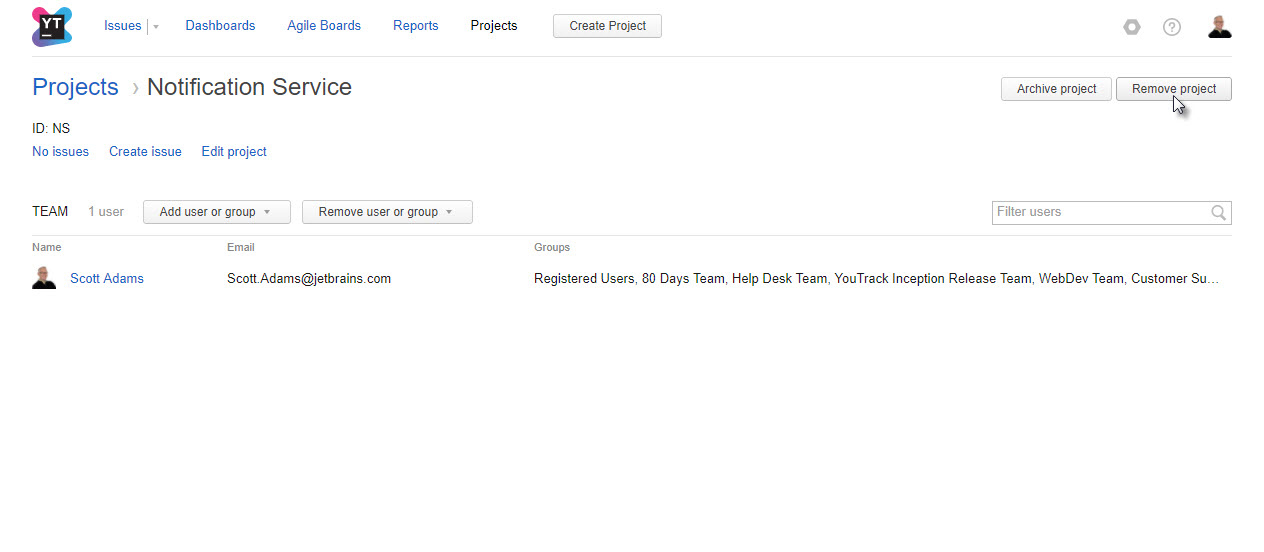 YT Issues Dashboards Agile Boards Reports Projects Create Project ?
Projects › Notification Service Archive project Remove project
ID: NS
No issues Create issue Edit project
TEAM 1 user Add user or group Remove user or group Filter users
Name Email Groups
Scott Adams Scott.Adams@jetbrains.com Registered Users, 80 Days Team, Help Desk Team, YouTrack Inception Release Team, WebDev Team, Customer Su…